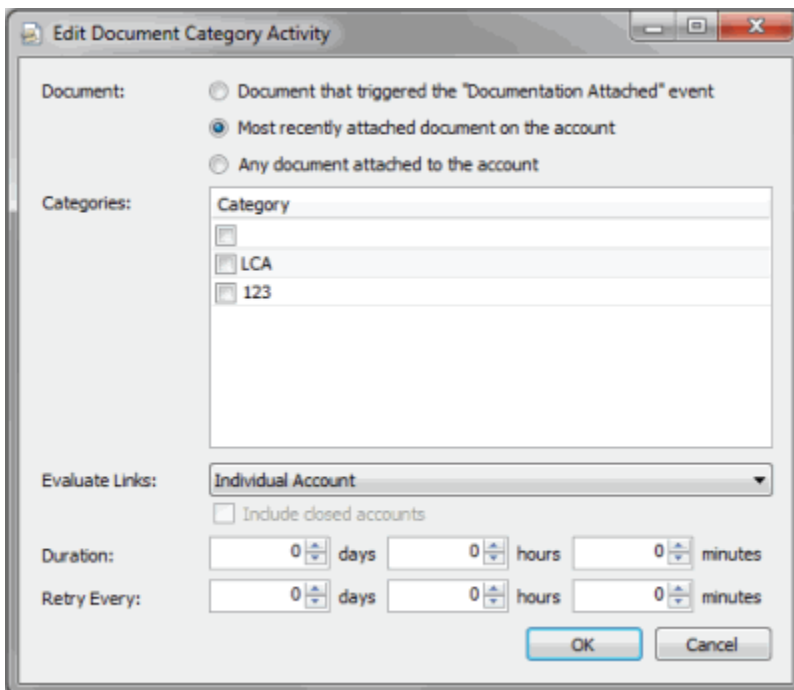 Edit Document Category Activity
Document:
Document that triggered the "Documentation Attached" event
Most recently attached document on the account
Any document attached to the account
Categories:
Category
LCA
123
Evaluate Links: Individual Account
Include closed accounts
Duration: 0 days 0 hours 0 minutes
Retry Every: 0 days 0 hours 0 minutes
OK Cancel